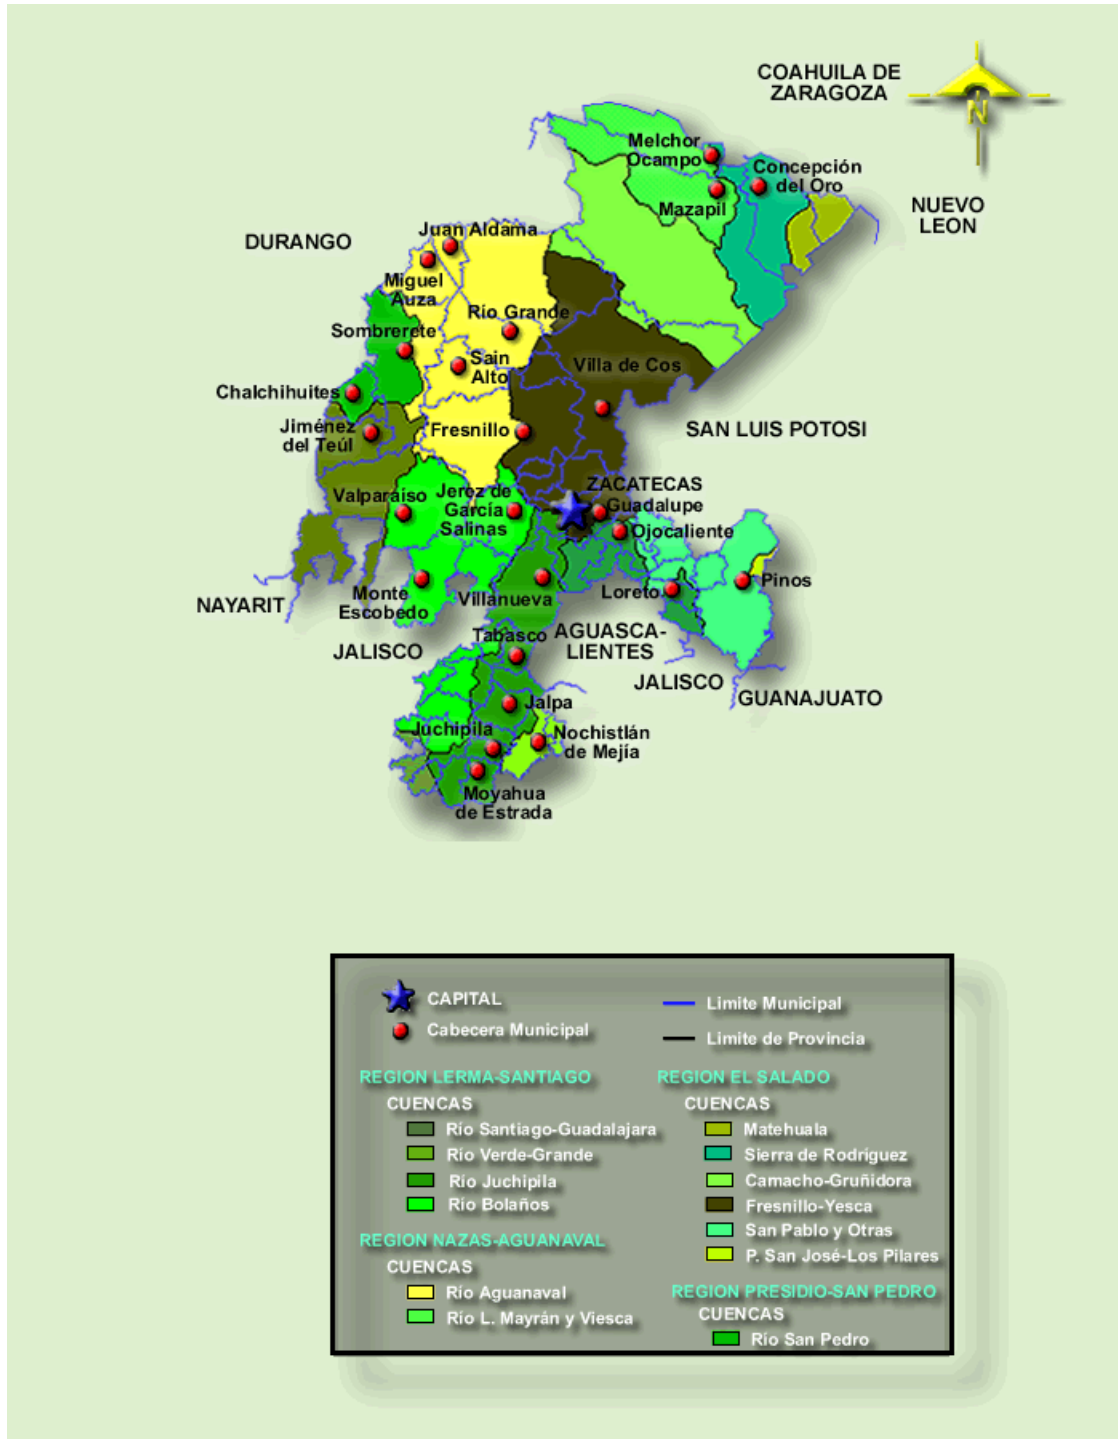 COAHUILA DE
ZARAGOZA
N
Melchor
Ocampo
Concepción
del Oro
Mazapil
NUEVO
LEON
DURANGO
Juan Aldama
Miguel
Auza
Río Grande
Sombrerete
Sain
Alto
Villa de Cos
Chalchihuites
Jiménez
del Teúl
Fresnillo
SAN LUIS POTOSI
Valparaíso
Jerez de
García
Salinas
ZACATECAS
Guadalupe
Ojocaliente
Pinos
Loreto
NAYARIT
Monte
Escobedo
Villanueva
JALISCO
Tabasco
AGUASCA-
LIENTES
JALISCO
GUANAJUATO
Jalpa
Juchipila
Nochistlán
de Mejía
Moyahua
de Estrada
CAPITAL
Cabecera Municipal
Limite Municipal
Limite de Provincia
REGION LERMA-SANTIAGO
CUENCAS
Río Santiago-Guadalajara
Río Verde-Grande
Río Juchipila
Río Bolaños
REGION NAZAS-AGUANAVAL
CUENCAS
Río Aguanaval
Río L. Mayrán y Viesca
REGION EL SALADO
CUENCAS
Matehuala
Sierra de Rodríguez
Camacho-Gruñidora
Fresnillo-Yesca
San Pablo y Otras
P. San José-Los Pilares
REGION PRESIDIO-SAN PEDRO
CUENCAS
Río San Pedro